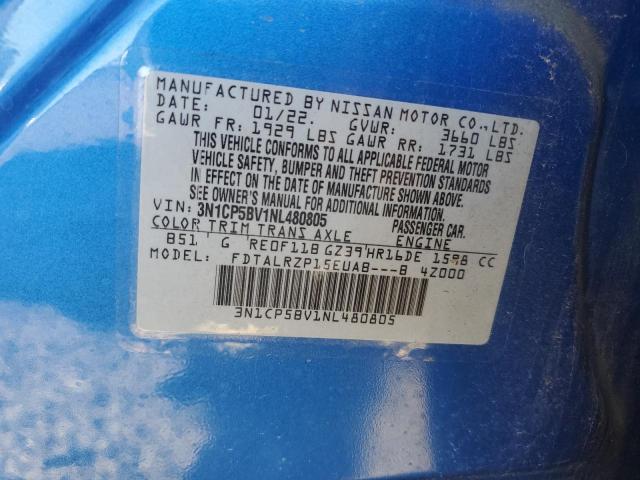 MANUFACTURED BY NISSAN MOTOR CO., LTD.
DATE: 01/22. GVWR: 3660 LBS
GAWR FR: 1929 LBS GAWR RR: 1731 LBS
THIS VEHICLE CONFORMS TO ALL APPLICABLE FEDERAL MOTOR
VEHICLE SAFETY, BUMPER AND THEFT PREVENTION STANDARDS
IN EFFECT ON THE DATE OF MANUFACTURE SHOWN ABOVE.
SEE OWNER'S MANUAL FOR ADDITIONAL INFORMATION
VIN: 3N1CP5BV1NL480805 PASSENGER CAR.
COLOR TRIM TRANS AXLE ENGINE
B51 G RE0F11B GZ39 HR16DE 1598 CC
MODEL: FDTALRZP15EUAB---B 4Z000
3N1CP5BV1NL480805